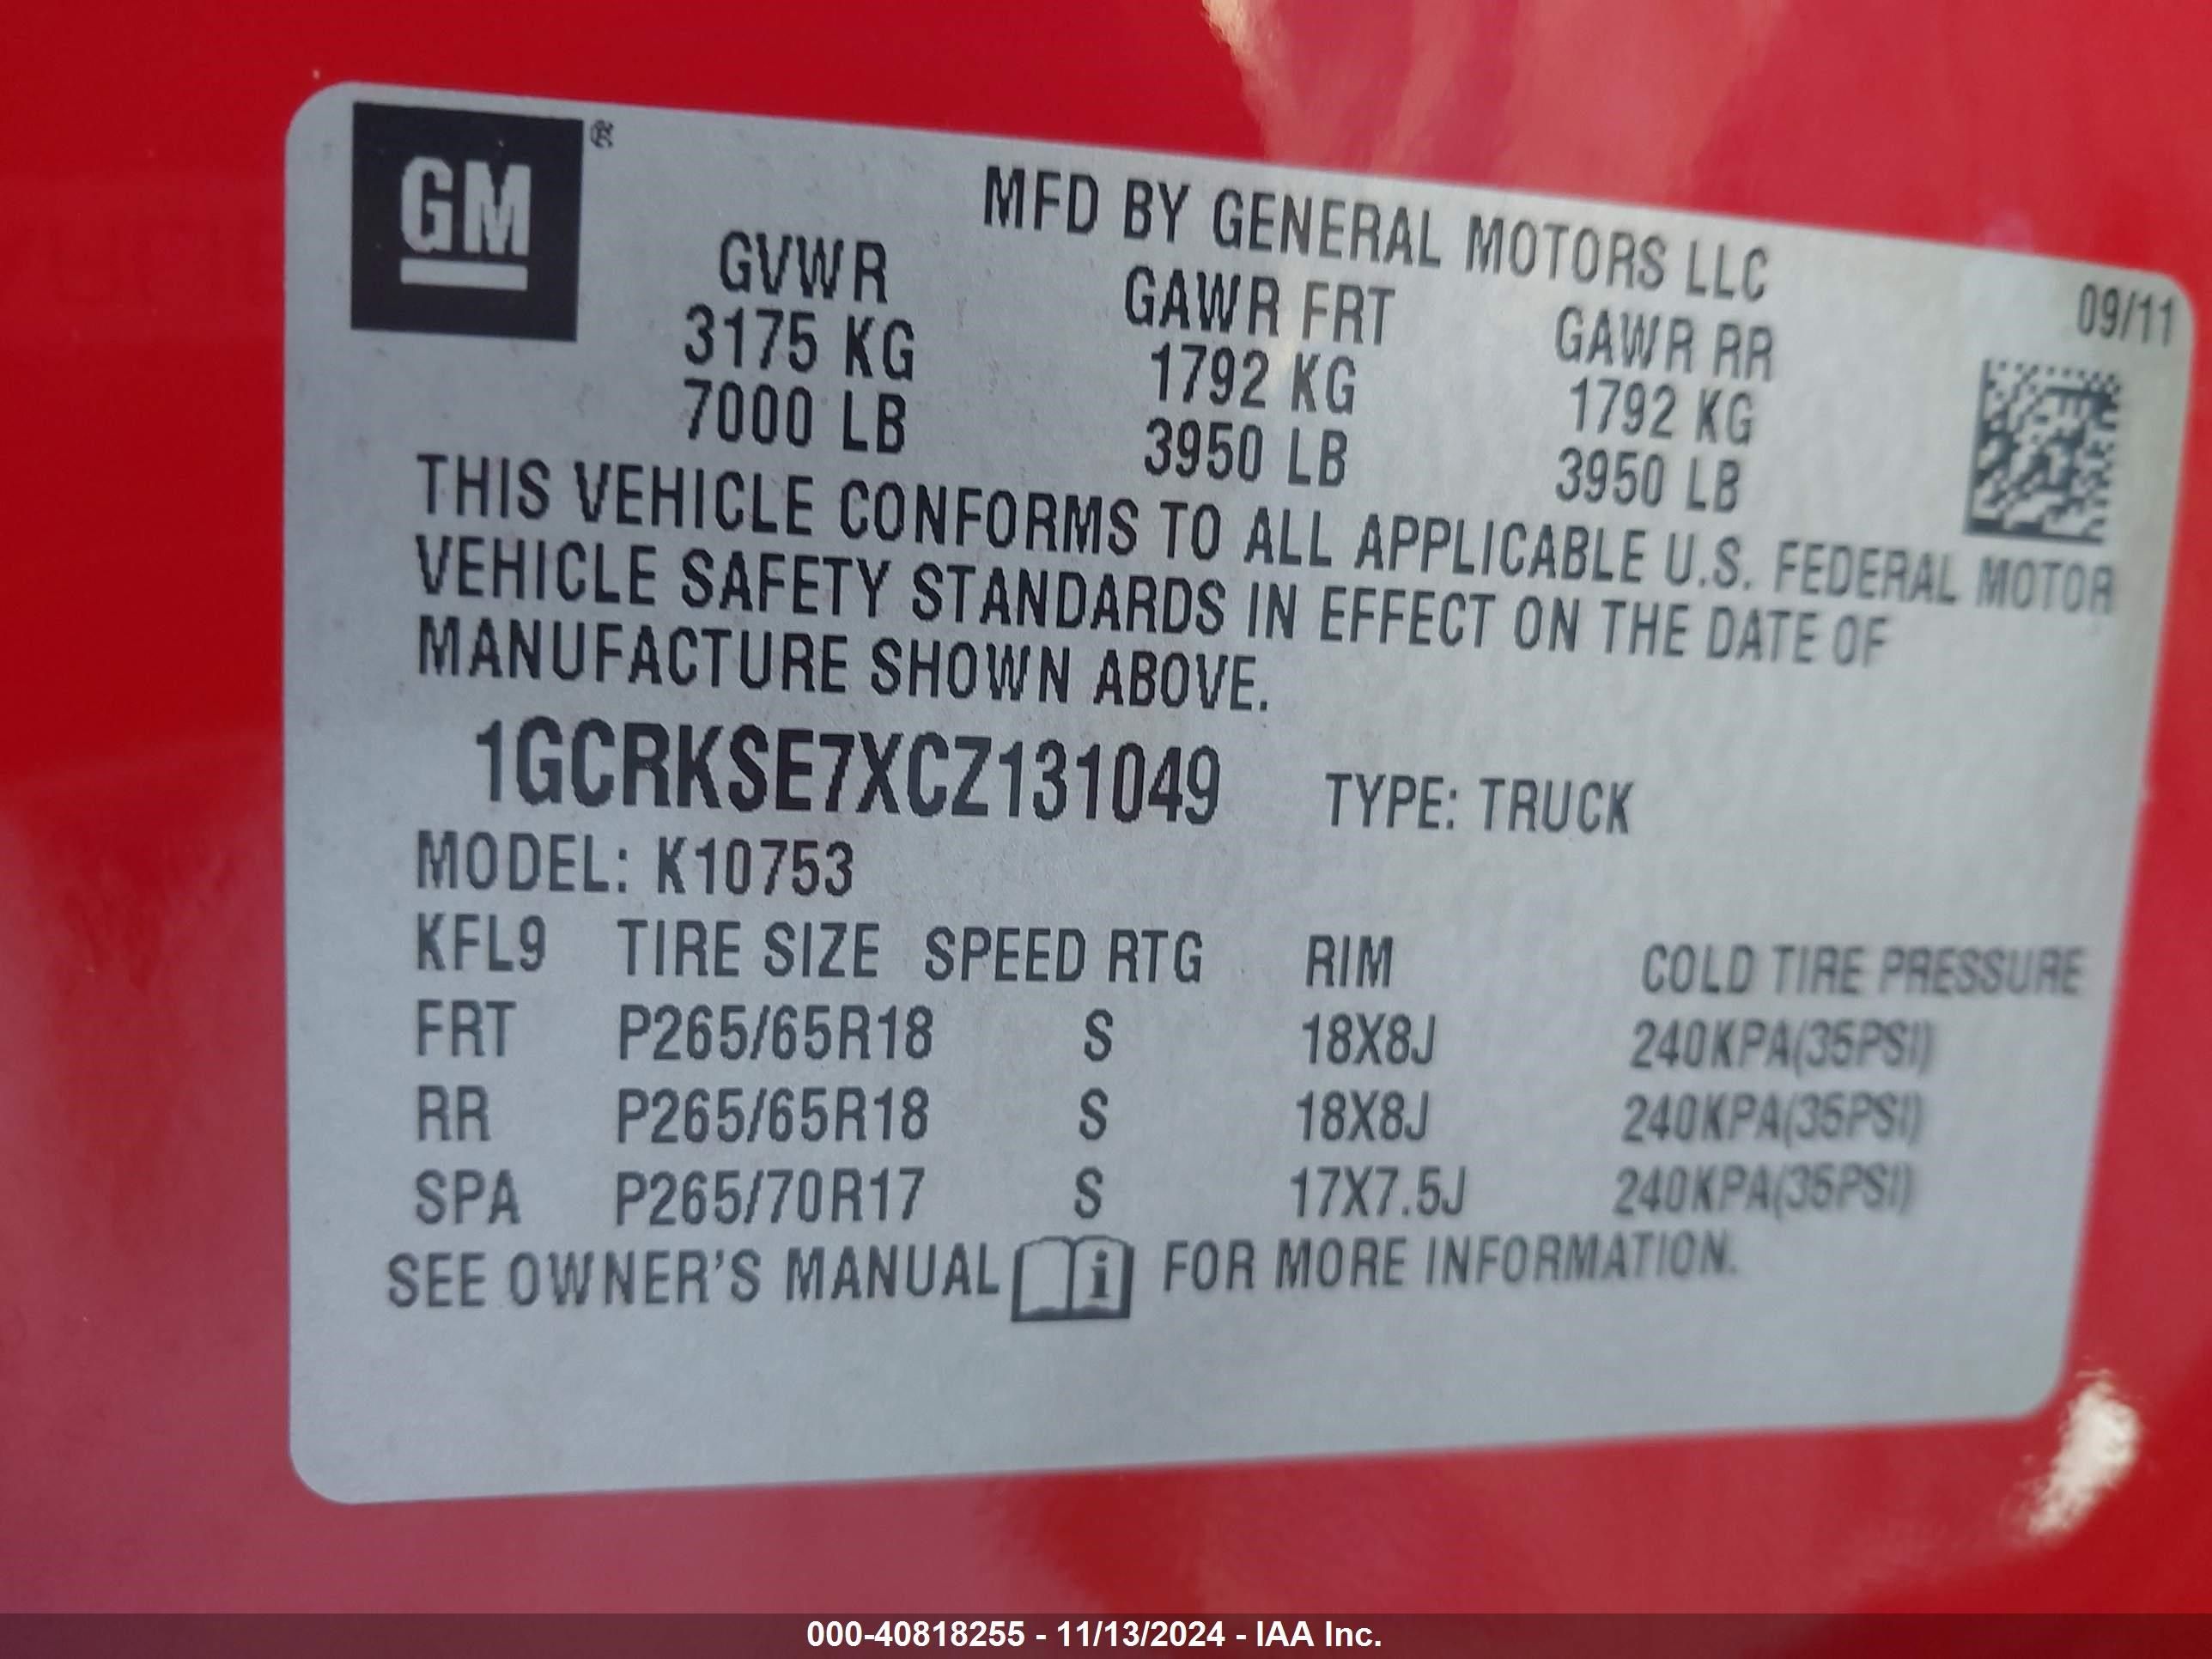 GM ®
MFD BY GENERAL MOTORS LLC
09/11
GVWR GAWR FRT GAWR RR
3175 KG 1792 KG 1792 KG
7000 LB 3950 LB 3950 LB
THIS VEHICLE CONFORMS TO ALL APPLICABLE U.S. FEDERAL MOTOR
VEHICLE SAFETY STANDARDS IN EFFECT ON THE DATE OF
MANUFACTURE SHOWN ABOVE.
1GCRKSE7XCZ131049 TYPE: TRUCK
MODEL: K10753
KFL9 TIRE SIZE SPEED RTG RIM COLD TIRE PRESSURE
FRT P265/65R18 S 18X8J 240KPA(35PSI)
RR P265/65R18 S 18X8J 240KPA(35PSI)
SPA P265/70R17 S 17X7.5J 240KPA(35PSI)
SEE OWNER'S MANUAL i FOR MORE INFORMATION.
000-40818255 - 11/13/2024 - IAA Inc.